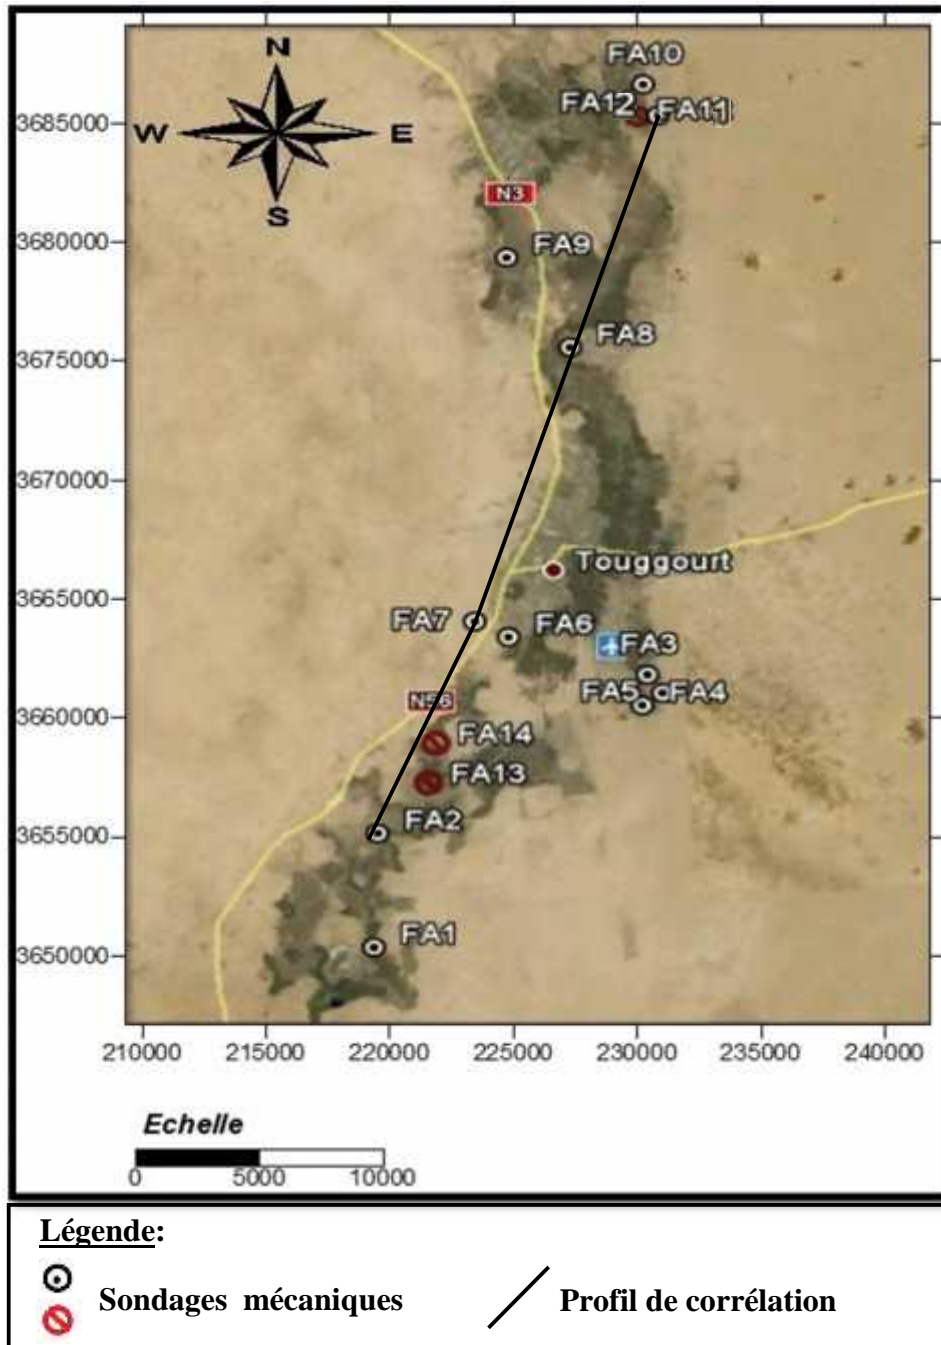 N
W E
S
FA10
FA12 FA11
N3
FA9
FA8
Touggourt
FA7 FA6
FA3
FA5 FA4
N56
FA14
FA13
FA2
FA1
3685000
3680000
3675000
3670000
3665000
3660000
3655000
3650000
210000 215000 220000 225000 230000 235000 240000
Echelle
0 5000 10000
Légende:
Sondages mécaniques Profil de corrélation